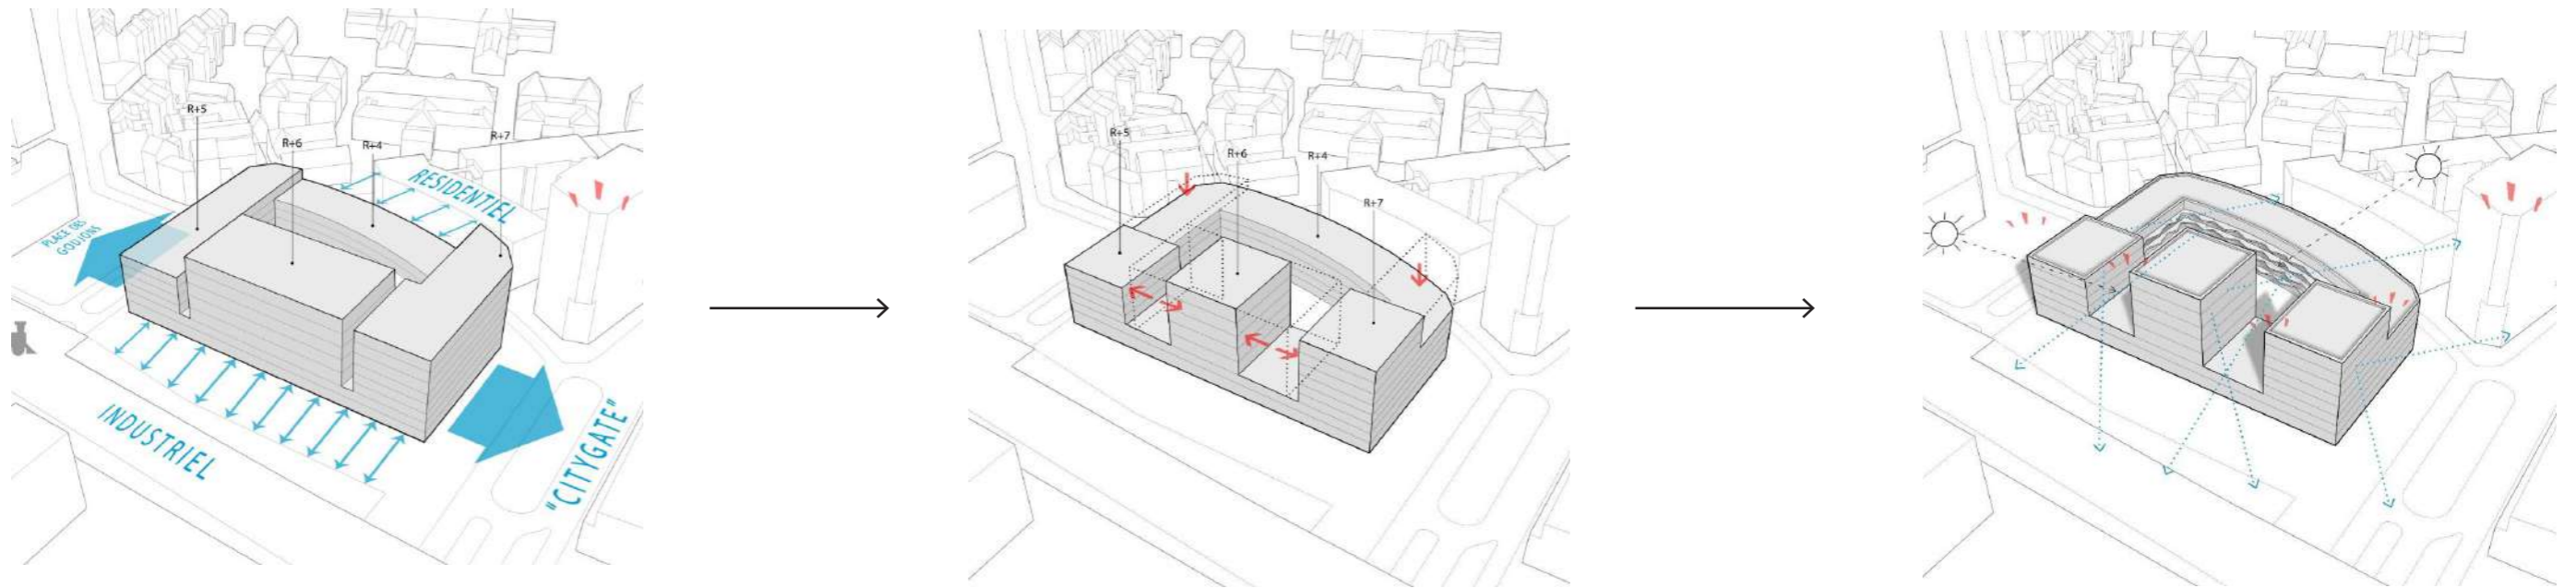 R+5
R+6
R+4
R+7
RESIDENTIEL
PLACE DES
GOUJONS
INDUSTRIEL
"CITYGATE"
R+5
R+6
R+4
R+7